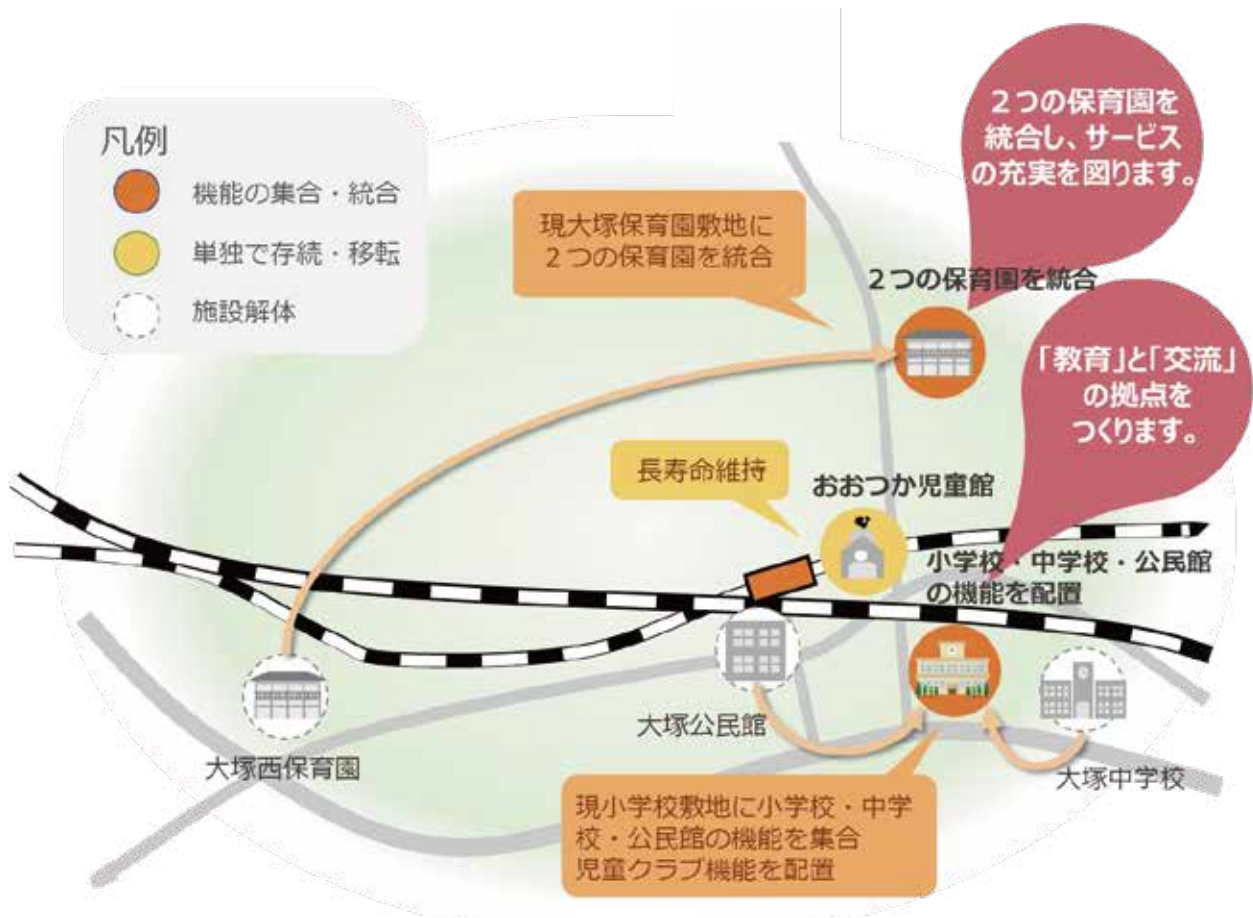 凡例
機能の集合・統合
単独で存続・移転
施設解体
2つの保育園を
統合し、サービス
の充実を図ります。
現大塚保育園敷地に
2つの保育園を統合
2つの保育園を統合
「教育」と「交流」
の拠点を
つくります。
長寿命維持
おおつか児童館
小学校・中学校・公民館
の機能を配置
大塚公民館
大塚西保育園
大塚中学校
現小学校敷地に小学校・中学
校・公民館の機能を集合
児童クラブ機能を配置